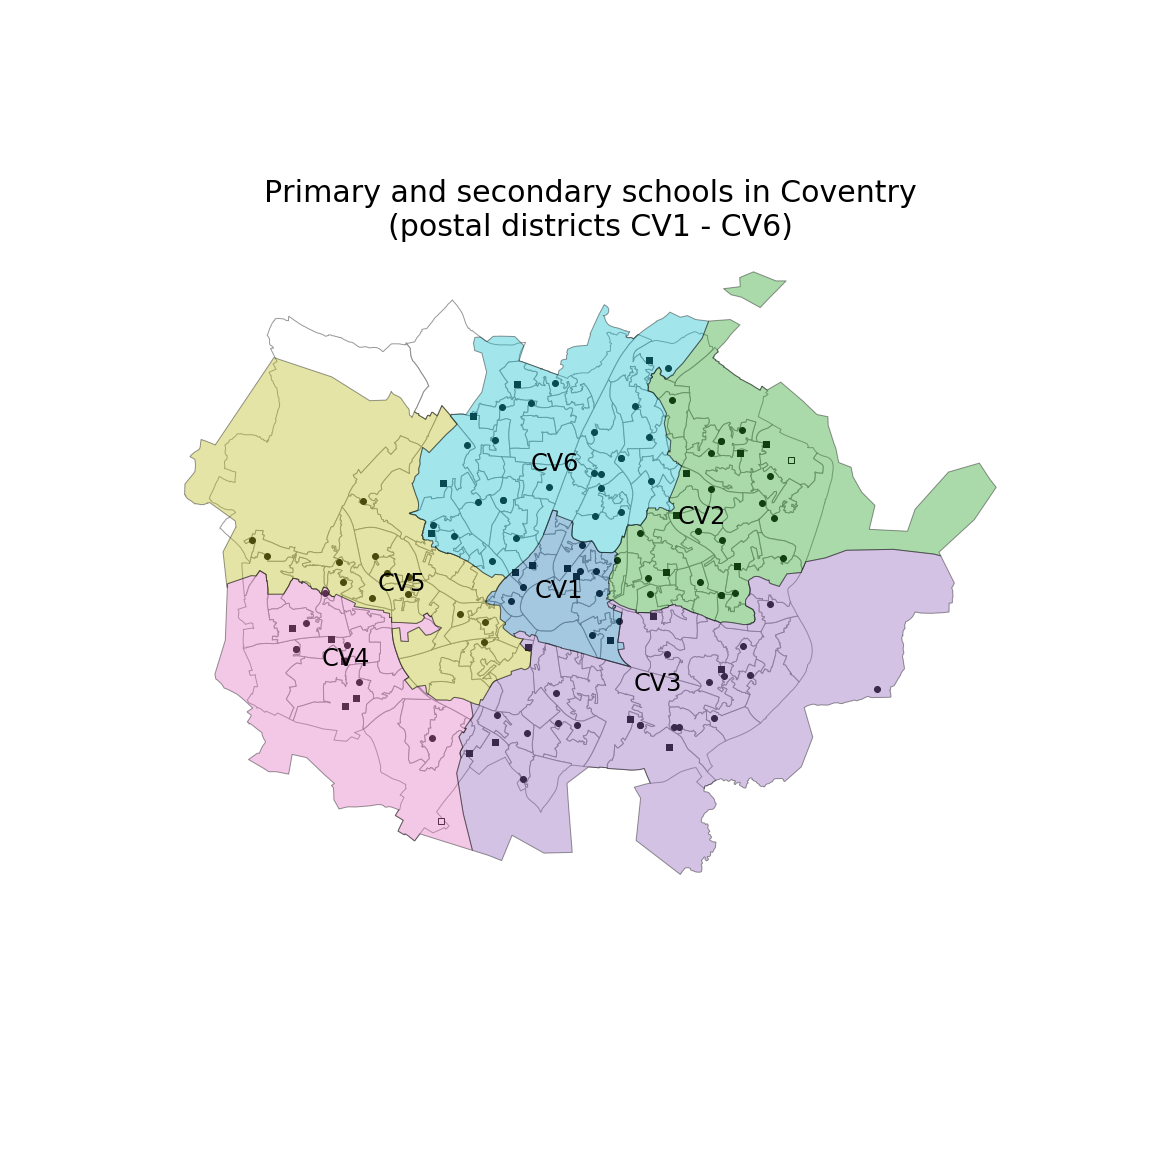 Primary and secondary schools in Coventry
(postal districts CV1 - CV6)
CV6
CV2
CV5
CV1
CV4
CV3